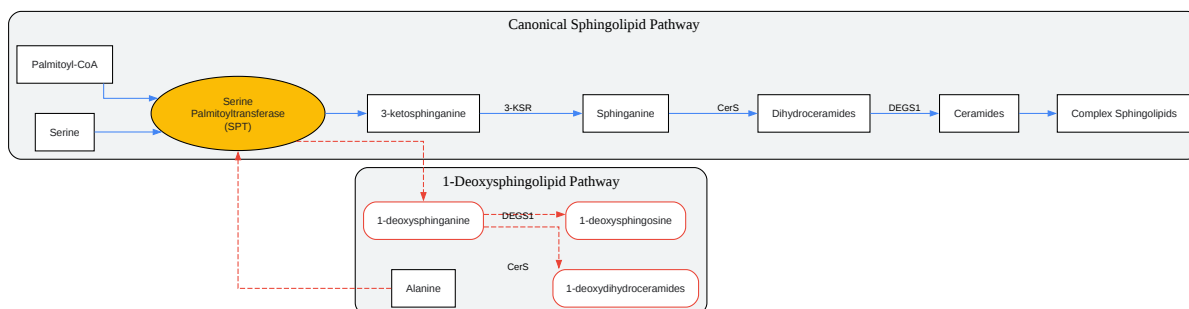 Canonical Sphingolipid Pathway
Palmitoyl-CoA
Serine
Serine
Palmitoyltransferase
(SPT)
3-ketosphinganine
3-KSR
Sphinganine
CerS
Dihydroceramides
DEGS1
Ceramides
Complex Sphingolipids
1-Deoxysphingolipid Pathway
1-deoxysphinganine
DEGS1
1-deoxysphingosine
CerS
Alanine
1-deoxydihydroceramides